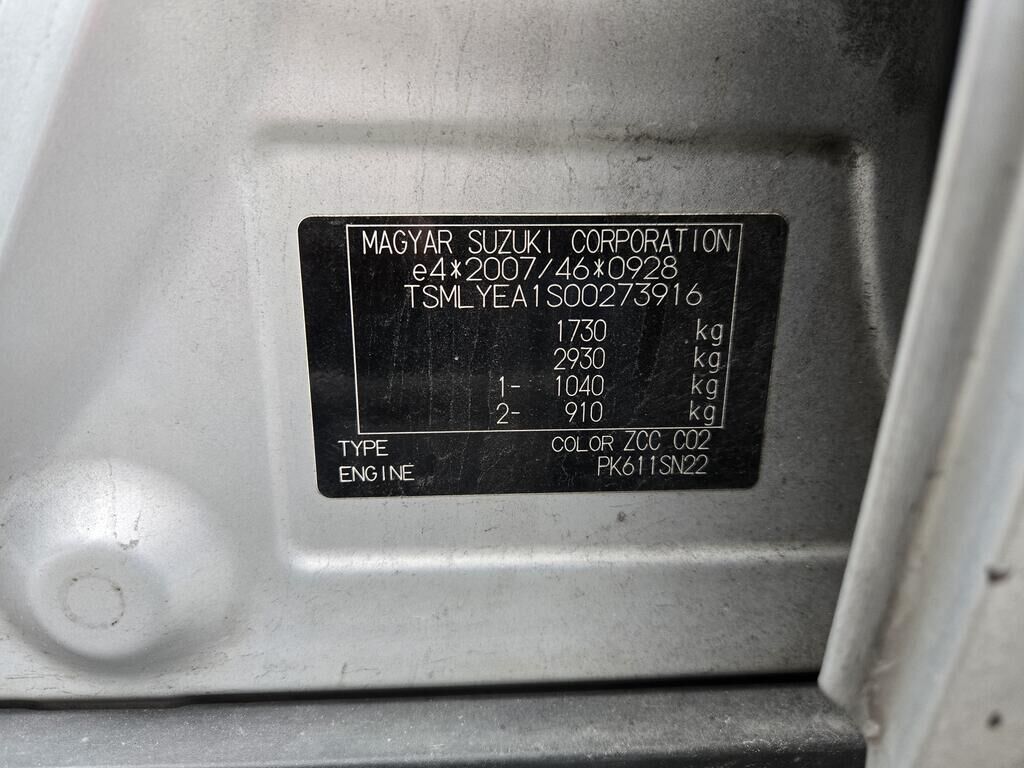 MAGYAR SUZUKI CORPORATION
e4*2007/46*0928
TSMLYEA1S00273916
1730 kg
2930 kg
1- 1040 kg
2- 910 kg
TYPE COLOR ZCC C02
ENGINE PK611SN22